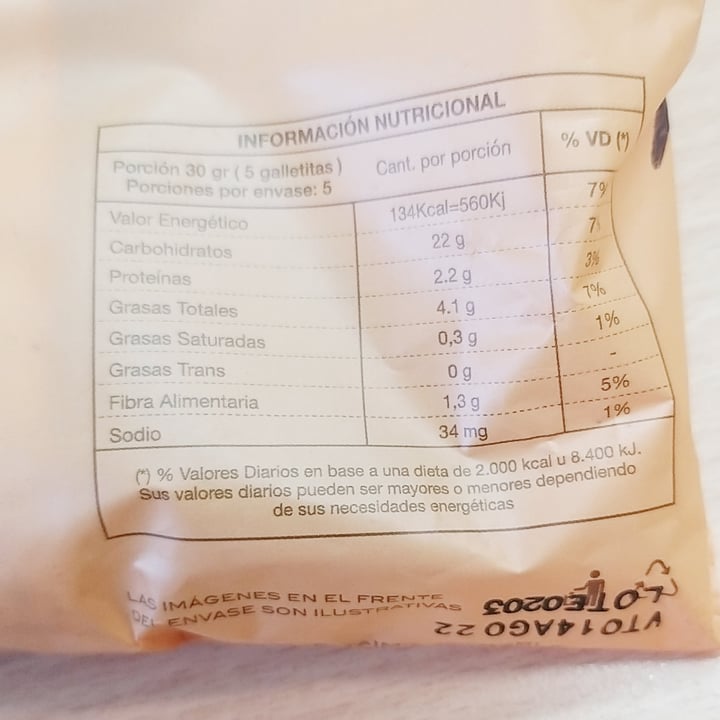 INFORMACIÓN NUTRICIONAL
Porción 30 gr ( 5 galletitas ) Cant. por porción % VD (*)
Porciones por envase: 5
Valor Energético 134Kcal=560Kj 7%
Carbohidratos 22 g 7%
Proteínas 2.2 g 3%
Grasas Totales 4.1 g 7%
Grasas Saturadas 0,3 g 1%
Grasas Trans 0 g -
Fibra Alimentaria 1,3 g 5%
Sodio 34 mg 1%
(*) % Valores Diarios en base a una dieta de 2.000 kcal u 8.400 kJ.
Sus valores diarios pueden ser mayores o menores dependiendo
de sus necesidades energéticas
LAS IMÁGENES EN EL FRENTE
DEL ENVASE SON ILUSTRATIVAS
VTO14AGO 22